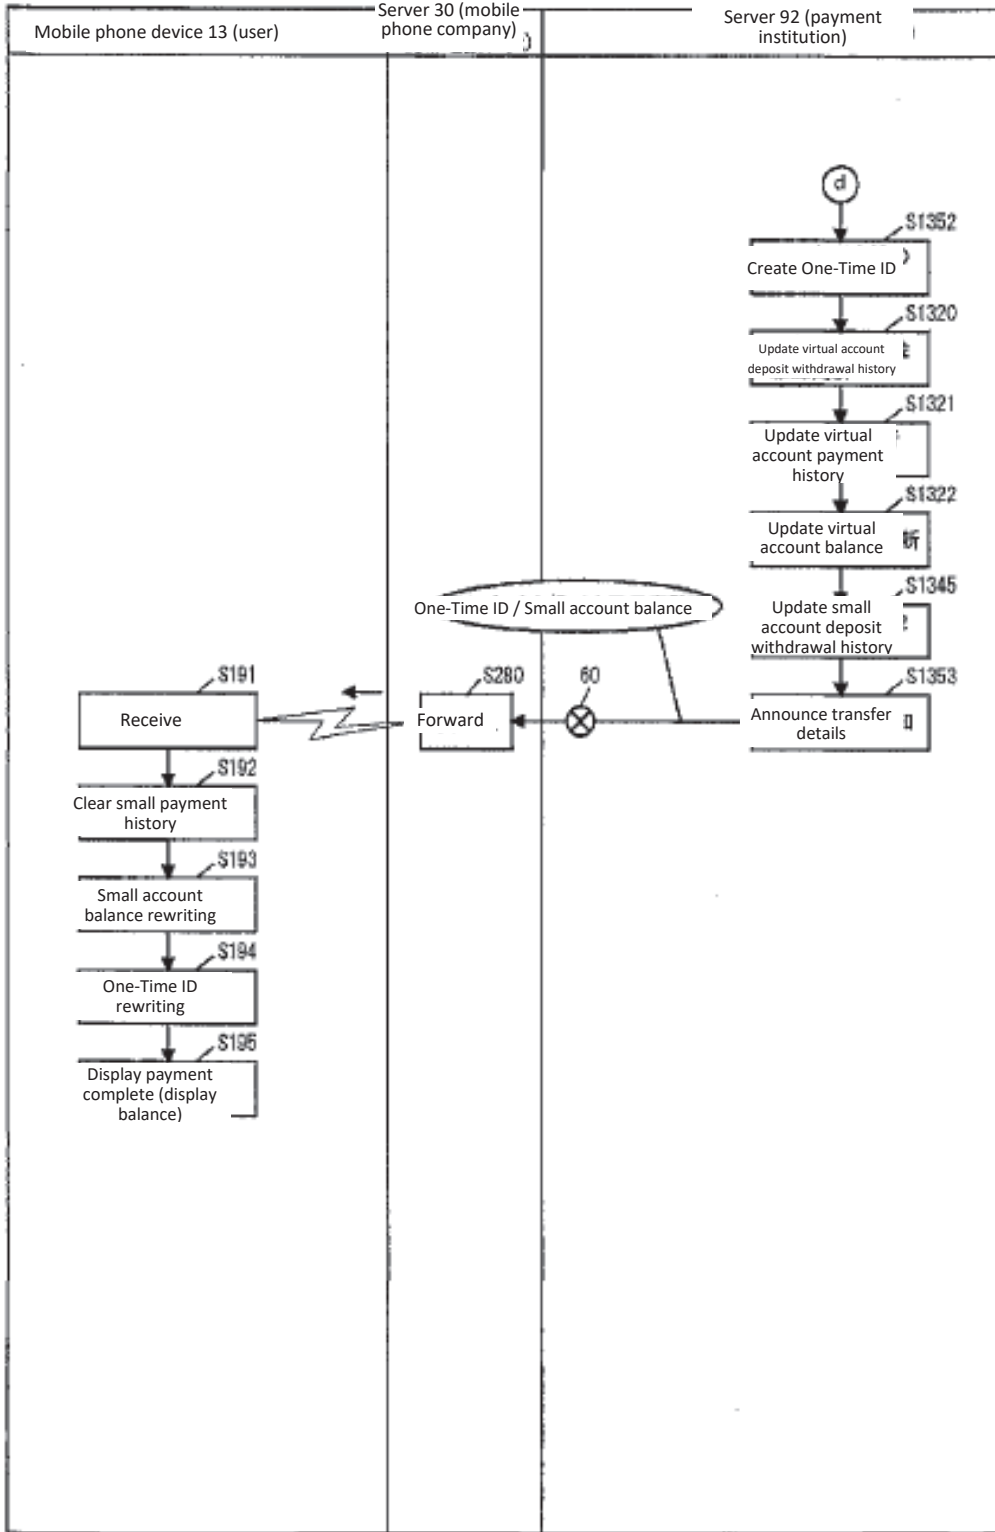 Mobile phone device 13 (user)
Server 30 (mobile
phone company)
Server 92 (payment
institution)
d
S1352
Create One-Time ID
S1320
Update virtual account
deposit withdrawal history
S1321
Update virtual
account payment
history
S1322
Update virtual
account balance
新
S1345
Update small
account deposit
withdrawal history
One-Time ID / Small account balance
S1353
Announce transfer
details
60
S280
Forward
S191
Receive
S192
Clear small payment
history
S193
Small account
balance rewriting
S194
One-Time ID
rewriting
S195
Display payment
complete (display
balance)